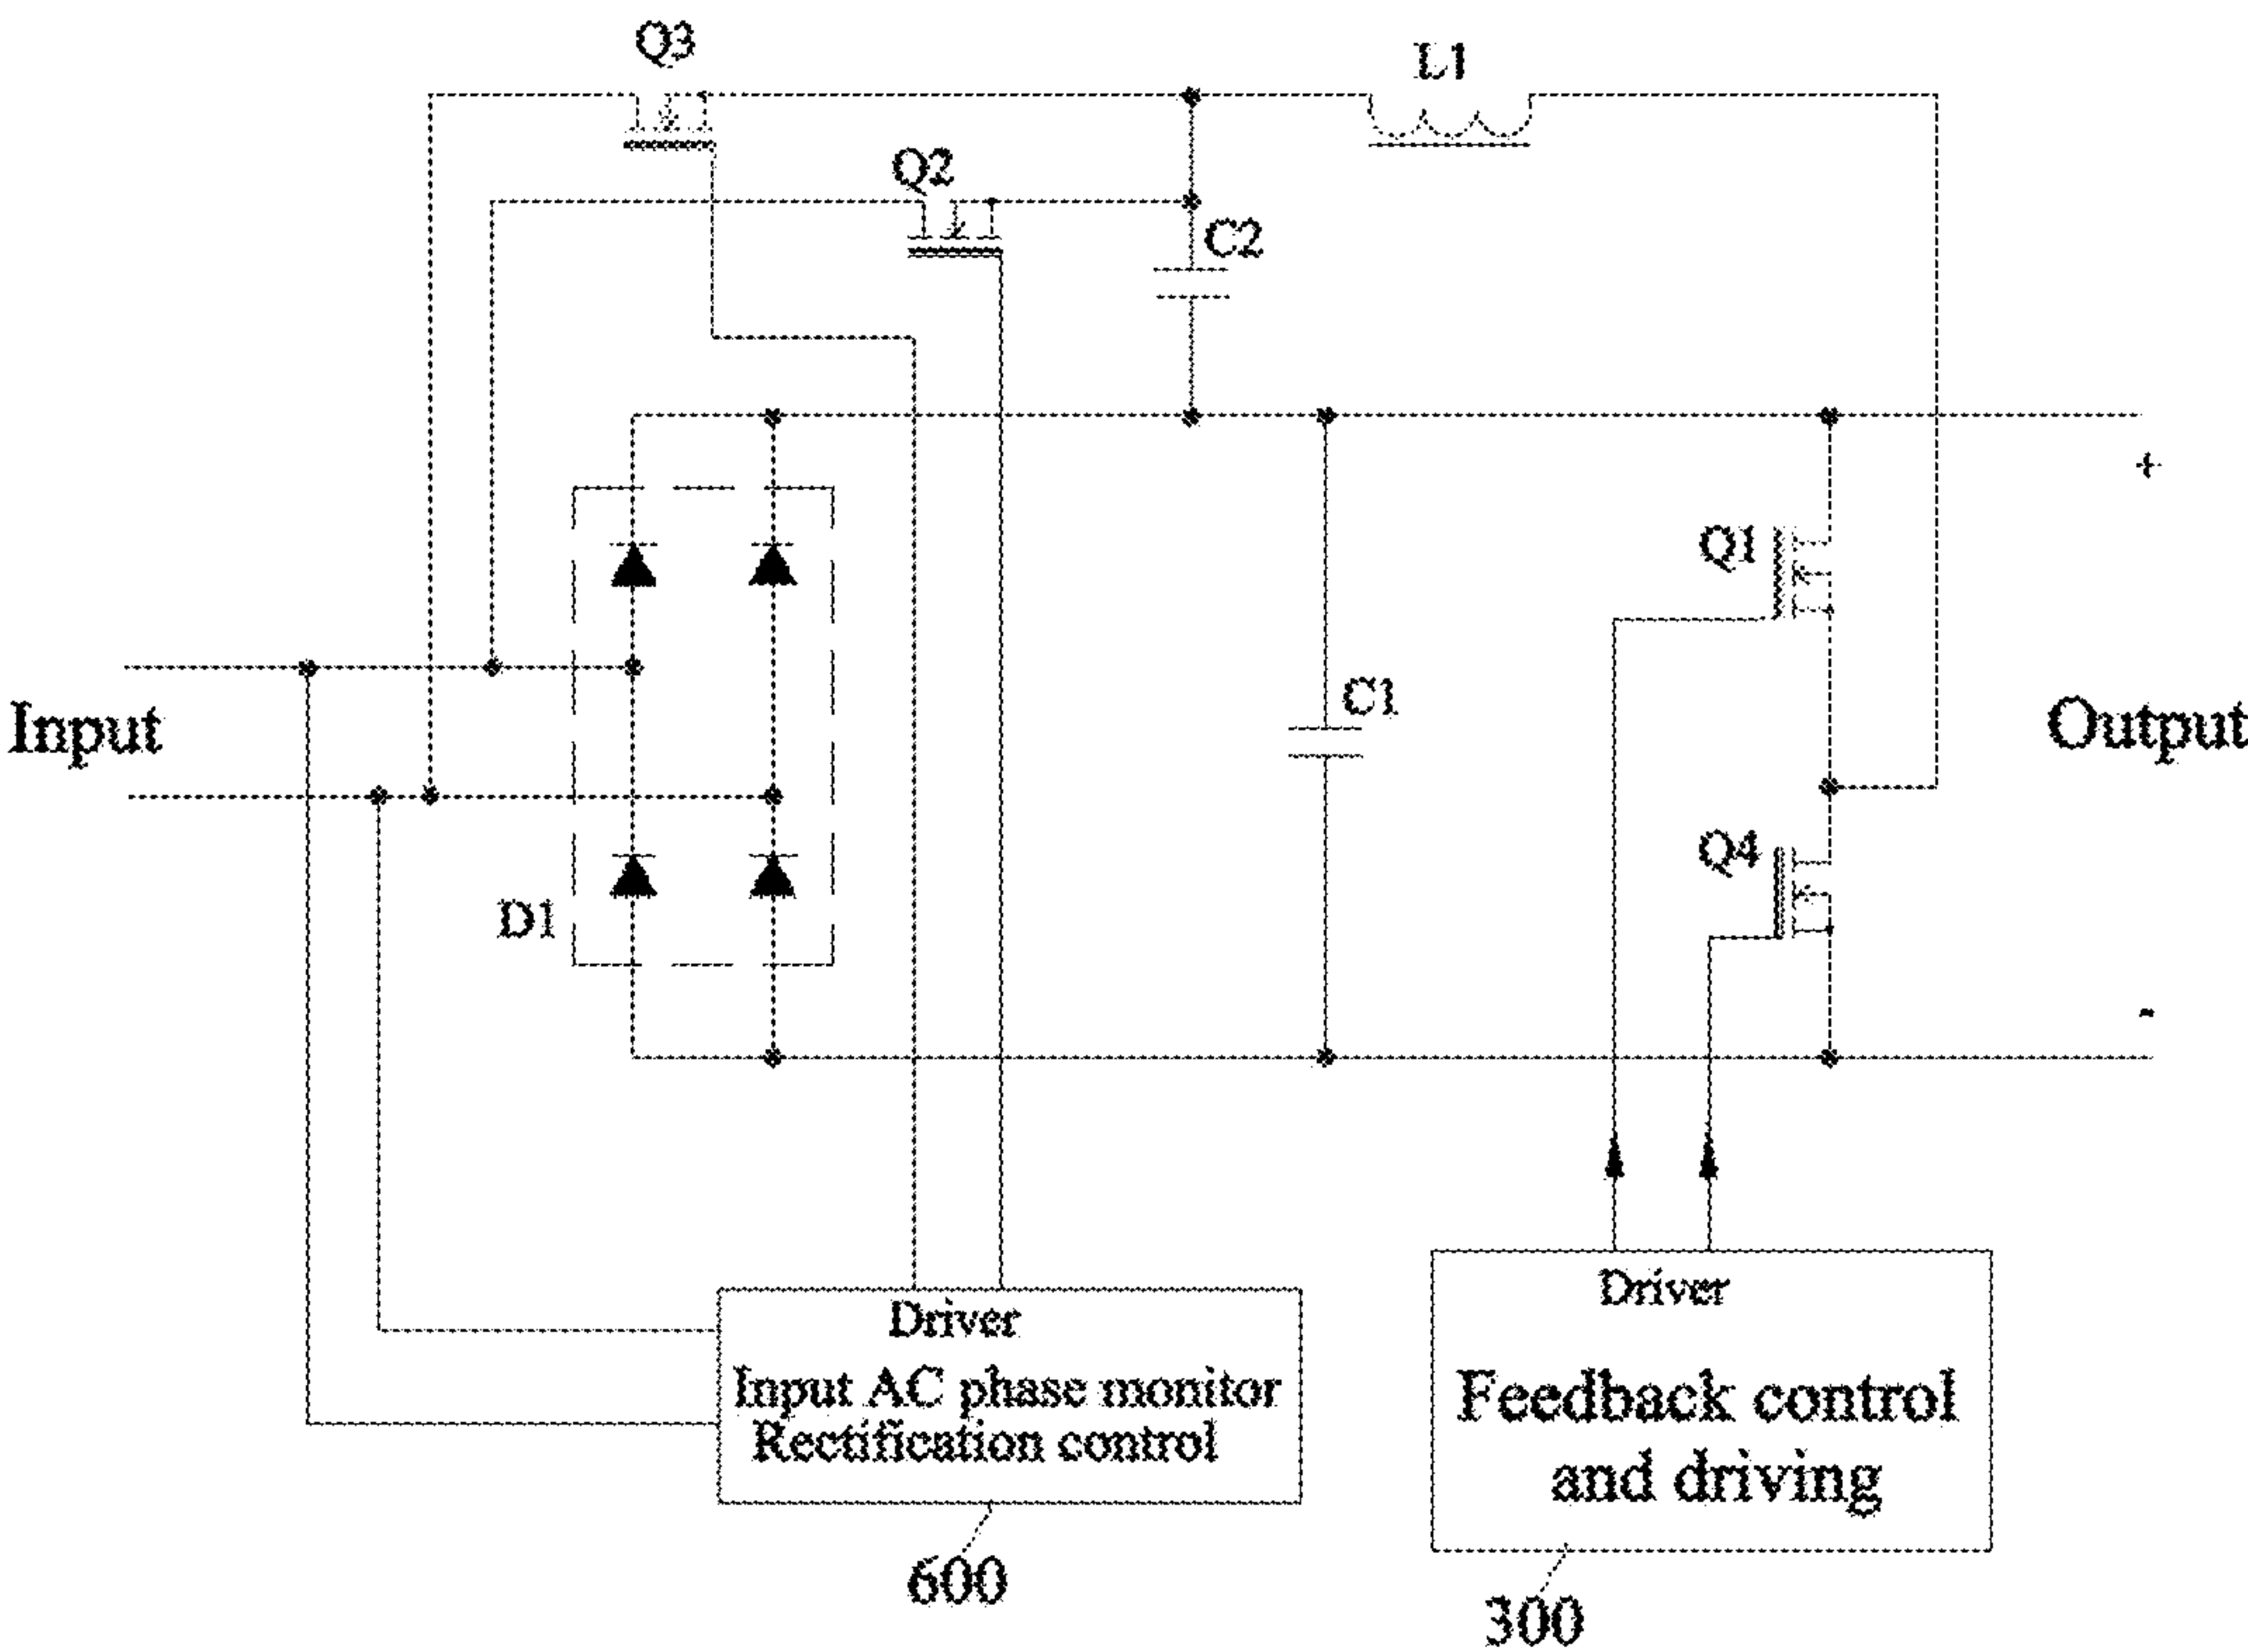 Q3
L1
Q2
C2
+
Q1
Input
C1
Output
Q4
D1
-
Driver
Input AC phase monitor
Rectification control
Driver
Feedback control
and driving
600
300